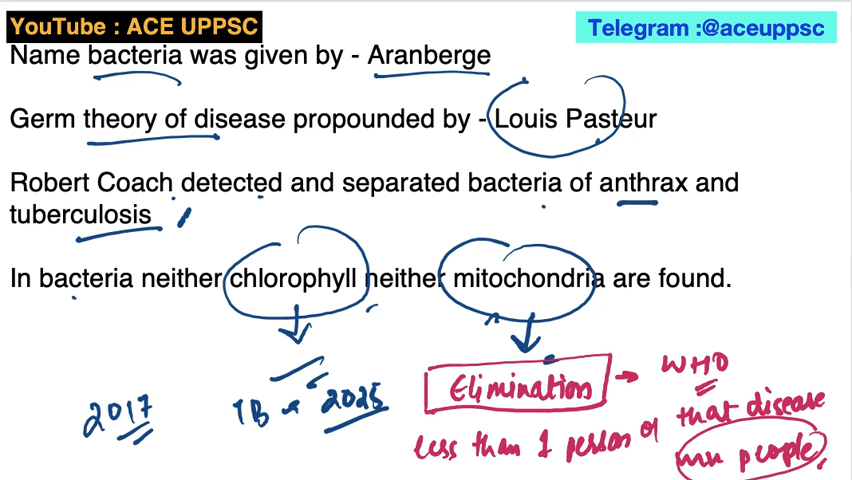 YouTube : ACE UPPSC
Telegram :@aceuppsc
Name bacteria was given by - Aranberge
Germ theory of disease propounded by - Louis Pasteur
Robert Coach detected and separated bacteria of anthrax and
tuberculosis
In bacteria neither chlorophyll neither mitochondria are found.
2017
TB
2025
Elimination
WHO
less than 1 person of that disease
people